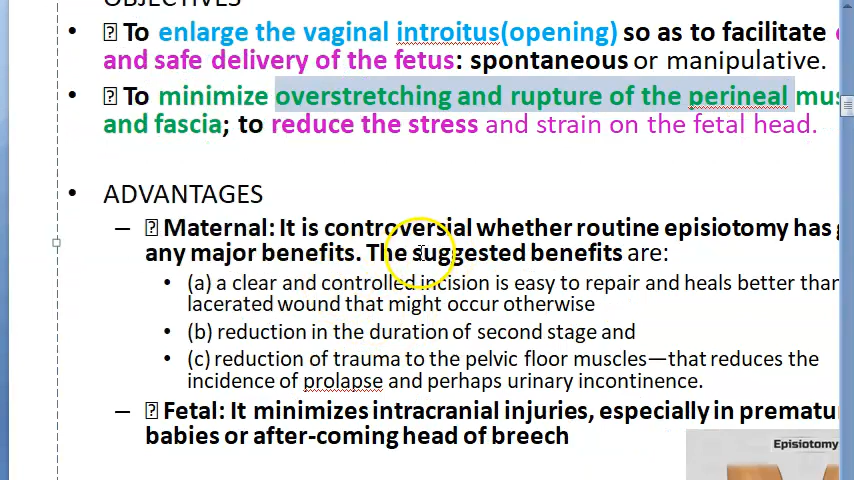 OBJECTIVES
• To enlarge the vaginal introitus(opening) so as to facilitate
and safe delivery of the fetus: spontaneous or manipulative.
• To minimize overstretching and rupture of the perineal
and fascia; to reduce the stress and strain on the fetal head.
• ADVANTAGES
– Maternal: It is controversial whether routine episiotomy has
any major benefits. The suggested benefits are:
• (a) a clear and controlled incision is easy to repair and heals better than
lacerated wound that might occur otherwise
• (b) reduction in the duration of second stage and
• (c) reduction of trauma to the pelvic floor muscles—that reduces the
incidence of prolapse and perhaps urinary incontinence.
– Fetal: It minimizes intracranial injuries, especially in
babies or after-coming head of breech
Episiotomy